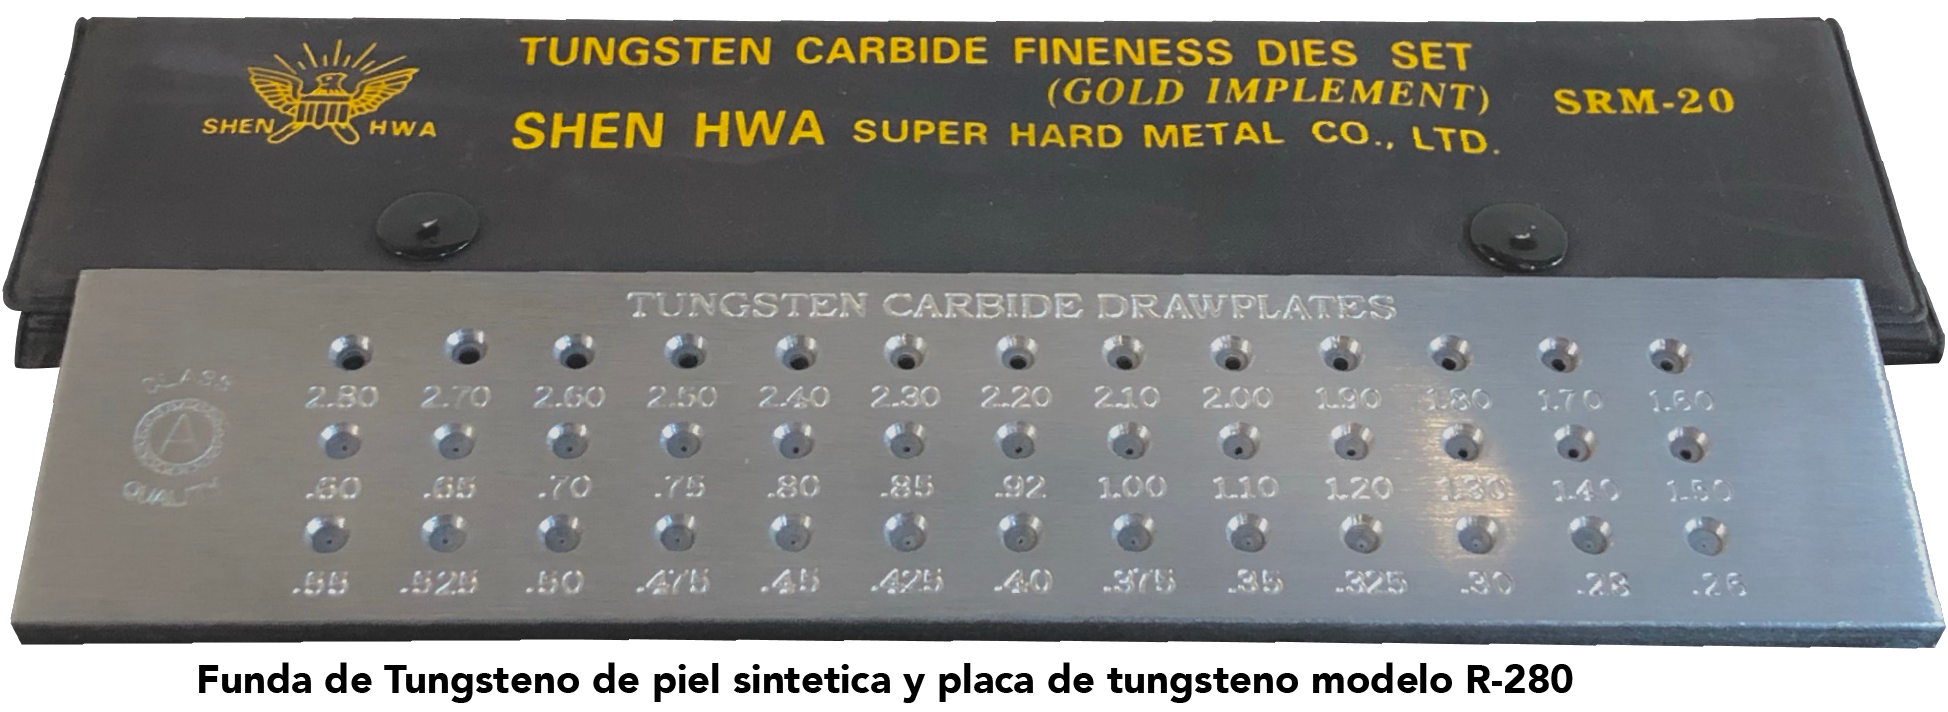 TUNGSTEN CARBIDE FINENESS DIES SET
(GOLD IMPLEMENT) SRM-20
SHEN HWA
SHEN HWA SUPER HARD METAL CO., LTD.
TUNGSTEN CARBIDE DRAWPLATES
2.80 2.70 2.60 2.50 2.40 2.30 2.20 2.10 2.00 1.90 1.80 1.70 1.60
CLASS
A
QUALITY
.60 .65 .70 .75 .80 .85 .92 1.00 1.10 1.20 1.30 1.40 1.50
.55 .525 .50 .475 .45 .425 .40 .375 .35 .325 .30 .28 .26
Funda de Tungsteno de piel sintetica y placa de tungsteno modelo R-280